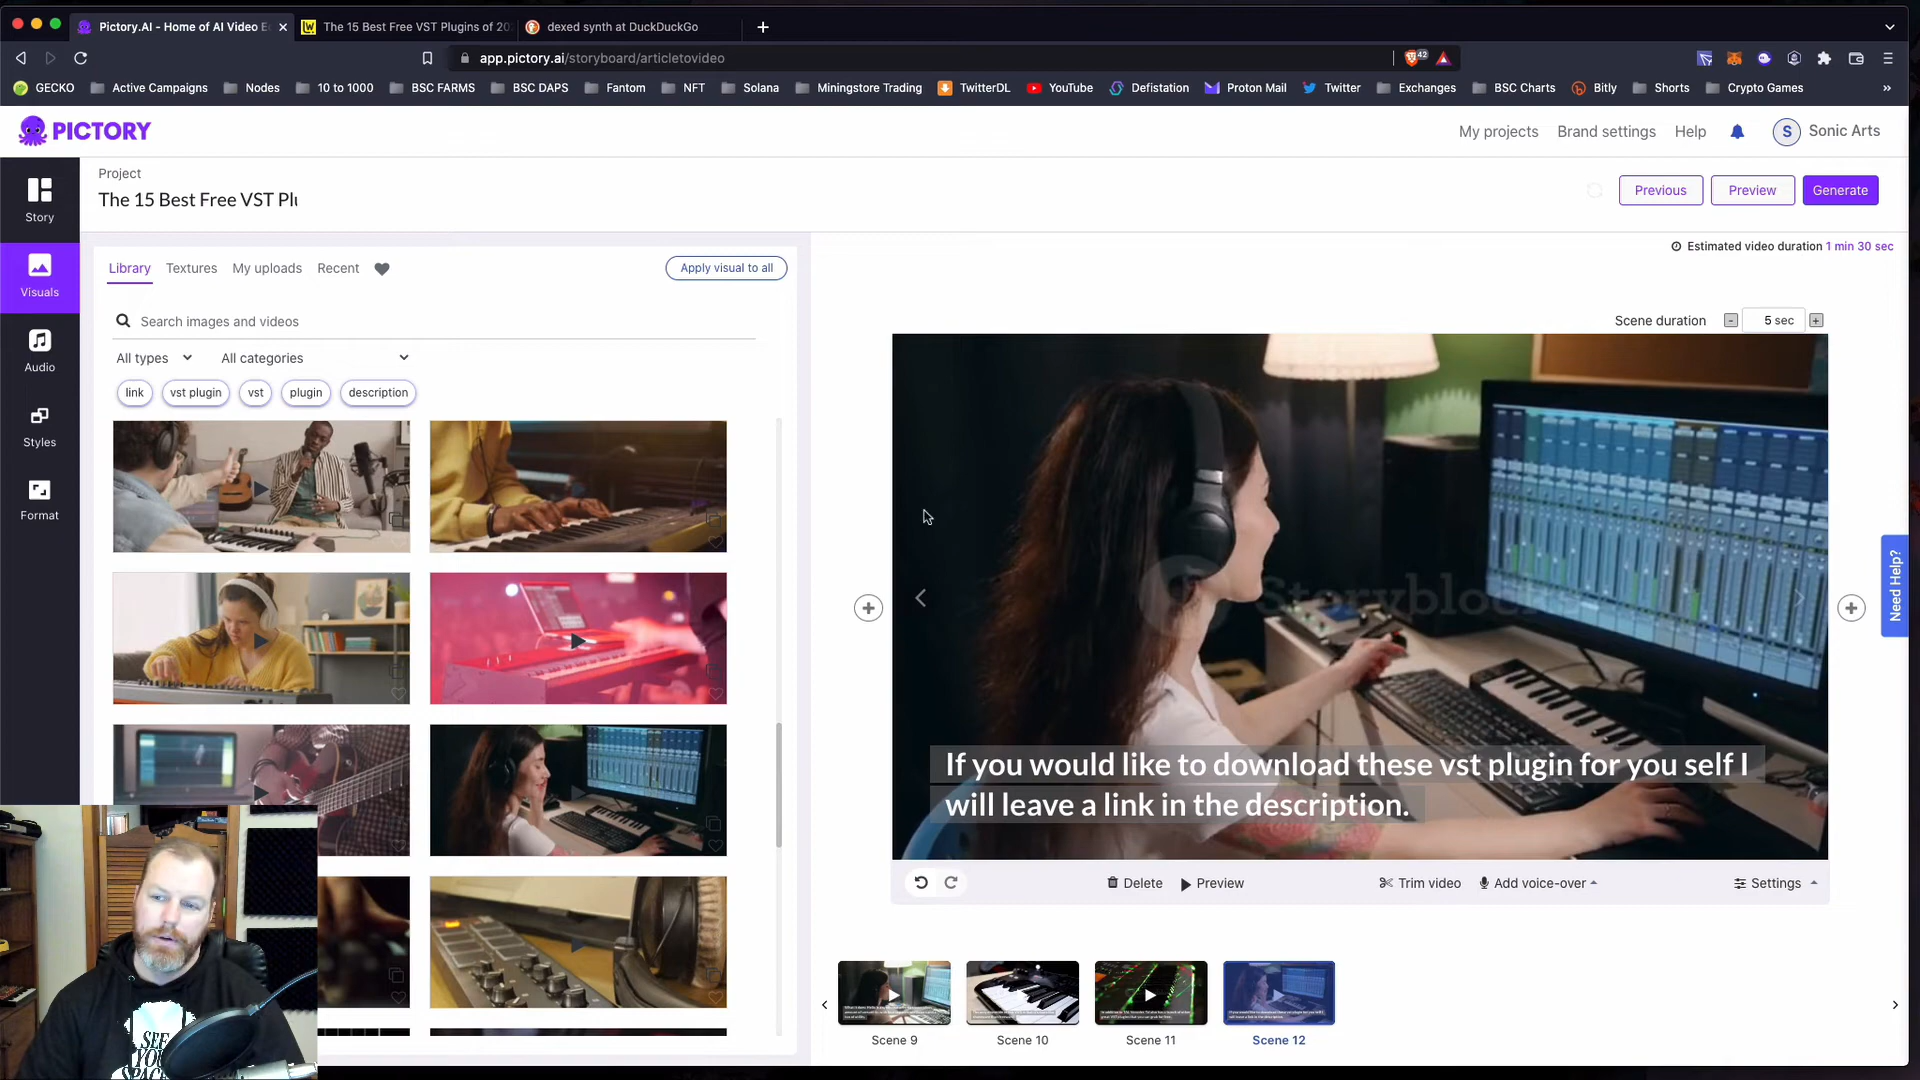 Pictory.AI - Home of AI Video E
The 15 Best Free VST Plugins of 20
dexed synth at DuckDuckGo
app.pictory.ai/storyboard/articletovideo
42
GECKO
Active Campaigns
Nodes
10 to 1000
BSC FARMS
BSC DAPS
Fantom
NFT
Solana
Miningstore Trading
TwitterDL
YouTube
Defistation
Proton Mail
Twitter
Exchanges
BSC Charts
Bitly
Shorts
Crypto Games
»
PICTORY
My projects
Brand settings
Help
S
Sonic Arts
Project
The 15 Best Free VST Plu
Previous
Preview
Generate
Story
Visuals
Audio
Styles
Format
Library
Textures
My uploads
Recent
Apply visual to all
Search images and videos
All types
All categories
link
vst plugin
vst
plugin
description
Estimated video duration 1 min 30 sec
Scene duration
- 5 sec +
Storyblocks
If you would like to download these vst plugin for you self I
will leave a link in the description.
Need Help?
Delete
Preview
Trim video
Add voice-over
Settings
Scene 9
Scene 10
Scene 11
Scene 12
SEE
YOU
SPACE